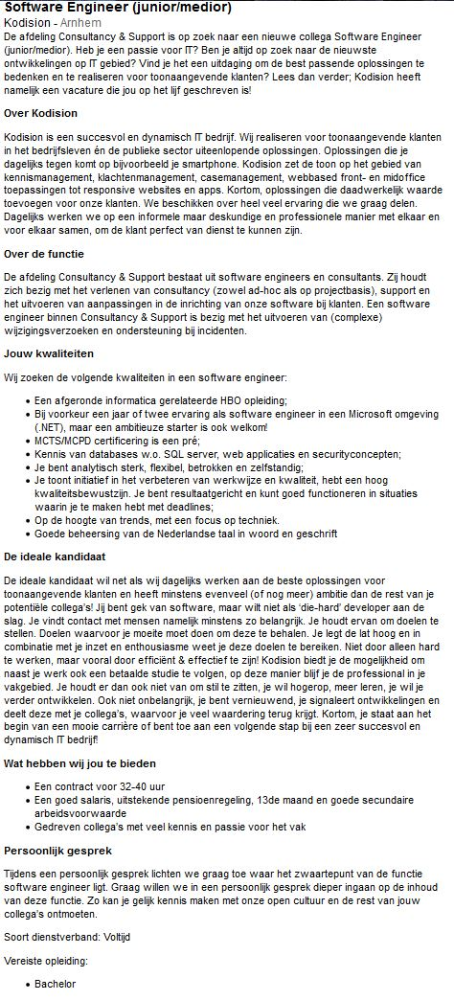 Software Engineer (junior/medior)
Kodision - Arnhem
De afdeling Consultancy & Support is op zoek naar een nieuwe collega Software Engineer
(junior/medior). Heb je een passie voor IT? Ben je altijd op zoek naar de nieuwste
ontwikkelingen op IT gebied? Vind je het een uitdaging om de best passende oplossingen te
bedenken en te realiseren voor toonaangevende klanten? Lees dan verder; Kodision heeft
namelijk een vacature die jou op het lijf geschreven is!
Over Kodision
Kodision is een succesvol en dynamisch IT bedrijf. Wij realiseren voor toonaangevende klanten
in het bedrijfsleven én de publieke sector uiteenlopende oplossingen. Oplossingen die je
dagelijks tegen komt op bijvoorbeeld je smartphone. Kodision zet de toon op het gebied van
kennismanagement, klachtenmanagement, casemanagement, webbased front- en midoffice
toepassingen tot responsive websites en apps. Kortom, oplossingen die daadwerkelijk waarde
toevoegen voor onze klanten. We beschikken over heel veel ervaring die we graag delen.
Dagelijks werken we op een informele maar deskundige en professionele manier met elkaar en
voor elkaar samen, om de klant perfect van dienst te kunnen zijn.
Over de functie
De afdeling Consultancy & Support bestaat uit software engineers en consultants. Zij houdt
zich bezig met het verlenen van consultancy (zowel ad-hoc als op projectbasis), support en
het uitvoeren van aanpassingen in de inrichting van onze software bij klanten. Een software
engineer binnen Consultancy & Support is bezig met het uitvoeren van (complexe)
wijzigingsverzoeken en ondersteuning bij incidenten.
Jouw kwaliteiten
Wij zoeken de volgende kwaliteiten in een software engineer:
• Een afgeronde informatica gerelateerde HBO opleiding;
• Bij voorkeur een jaar of twee ervaring als software engineer in een Microsoft omgeving
(.NET), maar een ambitieuze starter is ook welkom!
• MCTS/MCPD certificering is een pré;
• Kennis van databases w.o. SQL server, web applicaties en securityconcepten;
• Je bent analytisch sterk, flexibel, betrokken en zelfstandig;
• Je toont initiatief in het verbeteren van werkwijze en kwaliteit, hebt een hoog
kwaliteitsbewustzijn. Je bent resultaatgericht en kunt goed functioneren in situaties
waarin je te maken hebt met deadlines;
• Op de hoogte van trends, met een focus op techniek.
• Goede beheersing van de Nederlandse taal in woord en geschrift
De ideale kandidaat
De ideale kandidaat wil net als wij dagelijks werken aan de beste oplossingen voor
toonaangevende klanten en heeft minstens evenveel (of nog meer) ambitie dan de rest van je
potentiële collega's! Jij bent gek van software, maar wilt niet als 'die-hard' developer aan de
slag. Je vindt contact met mensen namelijk minstens zo belangrijk. Je houdt ervan om doelen te
stellen. Doelen waarvoor je moeite moet doen om deze te behalen. Je legt de lat hoog en in
combinatie met je inzet en enthousiasme weet je deze doelen te bereiken. Niet door alleen hard
te werken, maar vooral door efficiënt & effectief te zijn! Kodision biedt je de mogelijkheid om
naast je werk ook een betaalde studie te volgen, op deze manier blijf je de professional in je
vakgebied. Je houdt er dan ook niet van om stil te zitten, je wil hogerop, meer leren, je wil je
verder ontwikkelen. Ook niet onbelangrijk, je bent vernieuwend, je signaleert ontwikkelingen en
deelt deze met je collega's, waarvoor je veel waardering terug krijgt. Kortom, je staat aan het
begin van een mooie carrière of bent toe aan een volgende stap bij een zeer succesvol en
dynamisch IT bedrijf!
Wat hebben wij jou te bieden
• Een contract voor 32-40 uur
• Een goed salaris, uitstekende pensioenregeling, 13de maand en goede secundaire
arbeidsvoorwaarde
• Gedreven collega's met veel kennis en passie voor het vak
Persoonlijk gesprek
Tijdens een persoonlijk gesprek lichten we graag toe waar het zwaartepunt van de functie
software engineer ligt. Graag willen we in een persoonlijk gesprek dieper ingaan op de inhoud
van deze functie. Zo kan je gelijk kennis maken met onze open cultuur en de rest van jouw
collega's ontmoeten.
Soort dienstverband: Voltijd
Vereiste opleiding:
• Bachelor